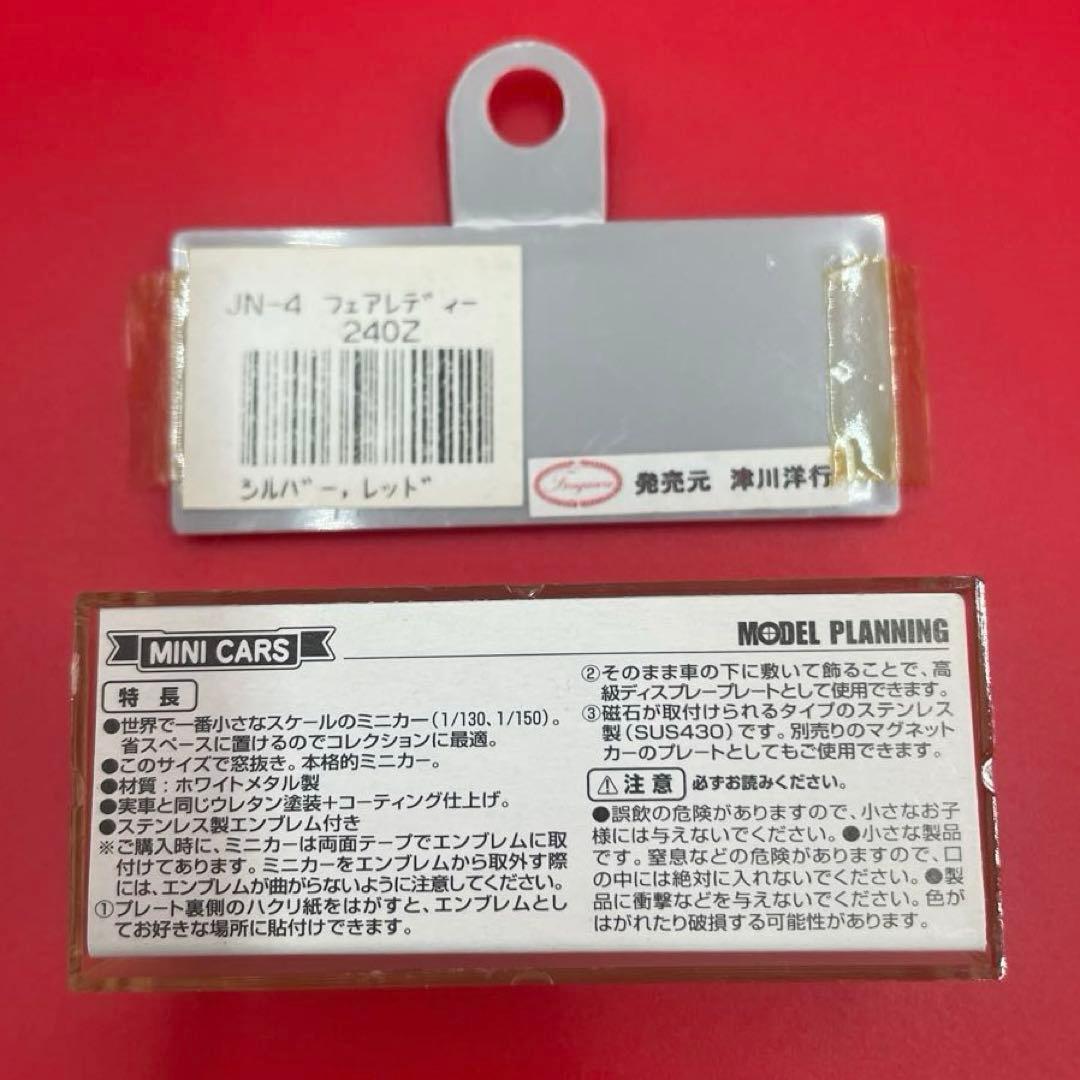 JN-4 フェアレディー
240Z
シルバー,レッド
発売元 津川洋行
MINI CARS
MODEL PLANNING
特長
●世界で一番小さなスケールのミニカー(1/130、1/150)。
省スペースに置けるのでコレクションに最適。
●このサイズで窓抜き。本格的ミニカー。
●材質:ホワイトメタル製
●実車と同じウレタン塗装+コーティング仕上げ。
●ステンレス製エンブレム付き
※ご購入時に、ミニカーは両面テープでエンブレムに取
付けてあります。ミニカーをエンブレムから取外す際
には、エンブレムが曲がらないように注意してください。
①プレート裏側のハクリ紙をはがすと、エンブレムとし
てお好きな場所に貼付けできます。
②そのまま車の下に敷いて飾ることで、高
級ディスプレープレートとして使用できます。
③磁石が取付けられるタイプのステンレス
製(SUS430)です。別売りのマグネット
カーのプレートとしてもご使用できます。
⚠注意 必ずお読みください。
●誤飲の危険がありますので、小さなお子
様には与えないでください。●小さな製品
です。窒息などの危険がありますので、口
の中には絶対に入れないでください。●製
品に衝撃などを与えないでください。色が
はがれたり破損する可能性があります。